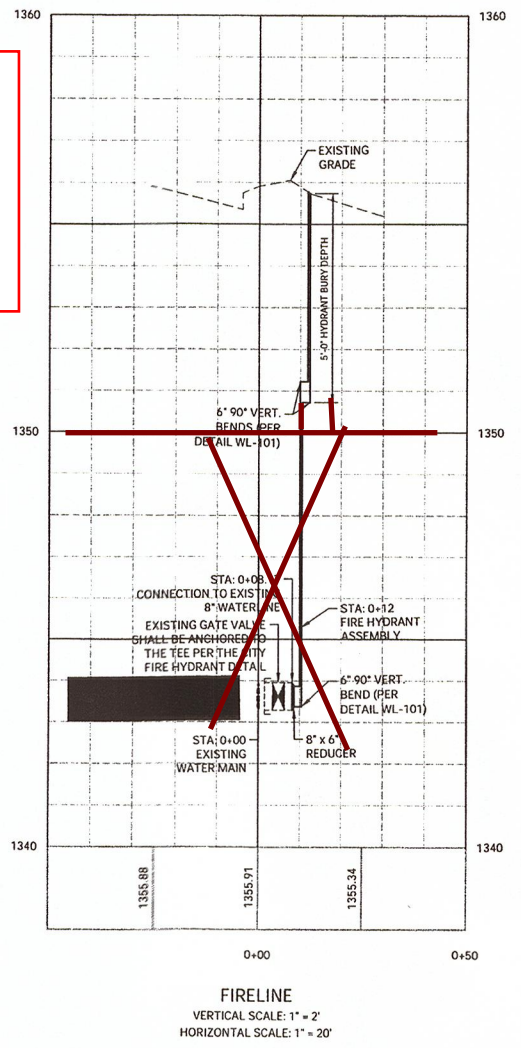 1360
1360
EXISTING
GRADE
5'-0" HYDRANT BURY DEPTH
6" 90° VERT.
BENDS (PER
DETAIL WL-101)
1350
1350
STA: 0+08.
CONNECTION TO EXISTING
8" WATERLINE
EXISTING GATE VALVE
SHALL BE ANCHORED TO
THE TEE PER THE CITY
FIRE HYDRANT DETAIL
STA: 0+12
FIRE HYDRANT
ASSEMBLY
6" 90° VERT.
BEND (PER
DETAIL WL-101)
STA: 0+00
EXISTING
WATER MAIN
8" x 6"
REDUCER
1340
1340
1355.88
1355.91
1355.34
0+00
0+50
FIRELINE
VERTICAL SCALE: 1" = 2'
HORIZONTAL SCALE: 1" = 20'